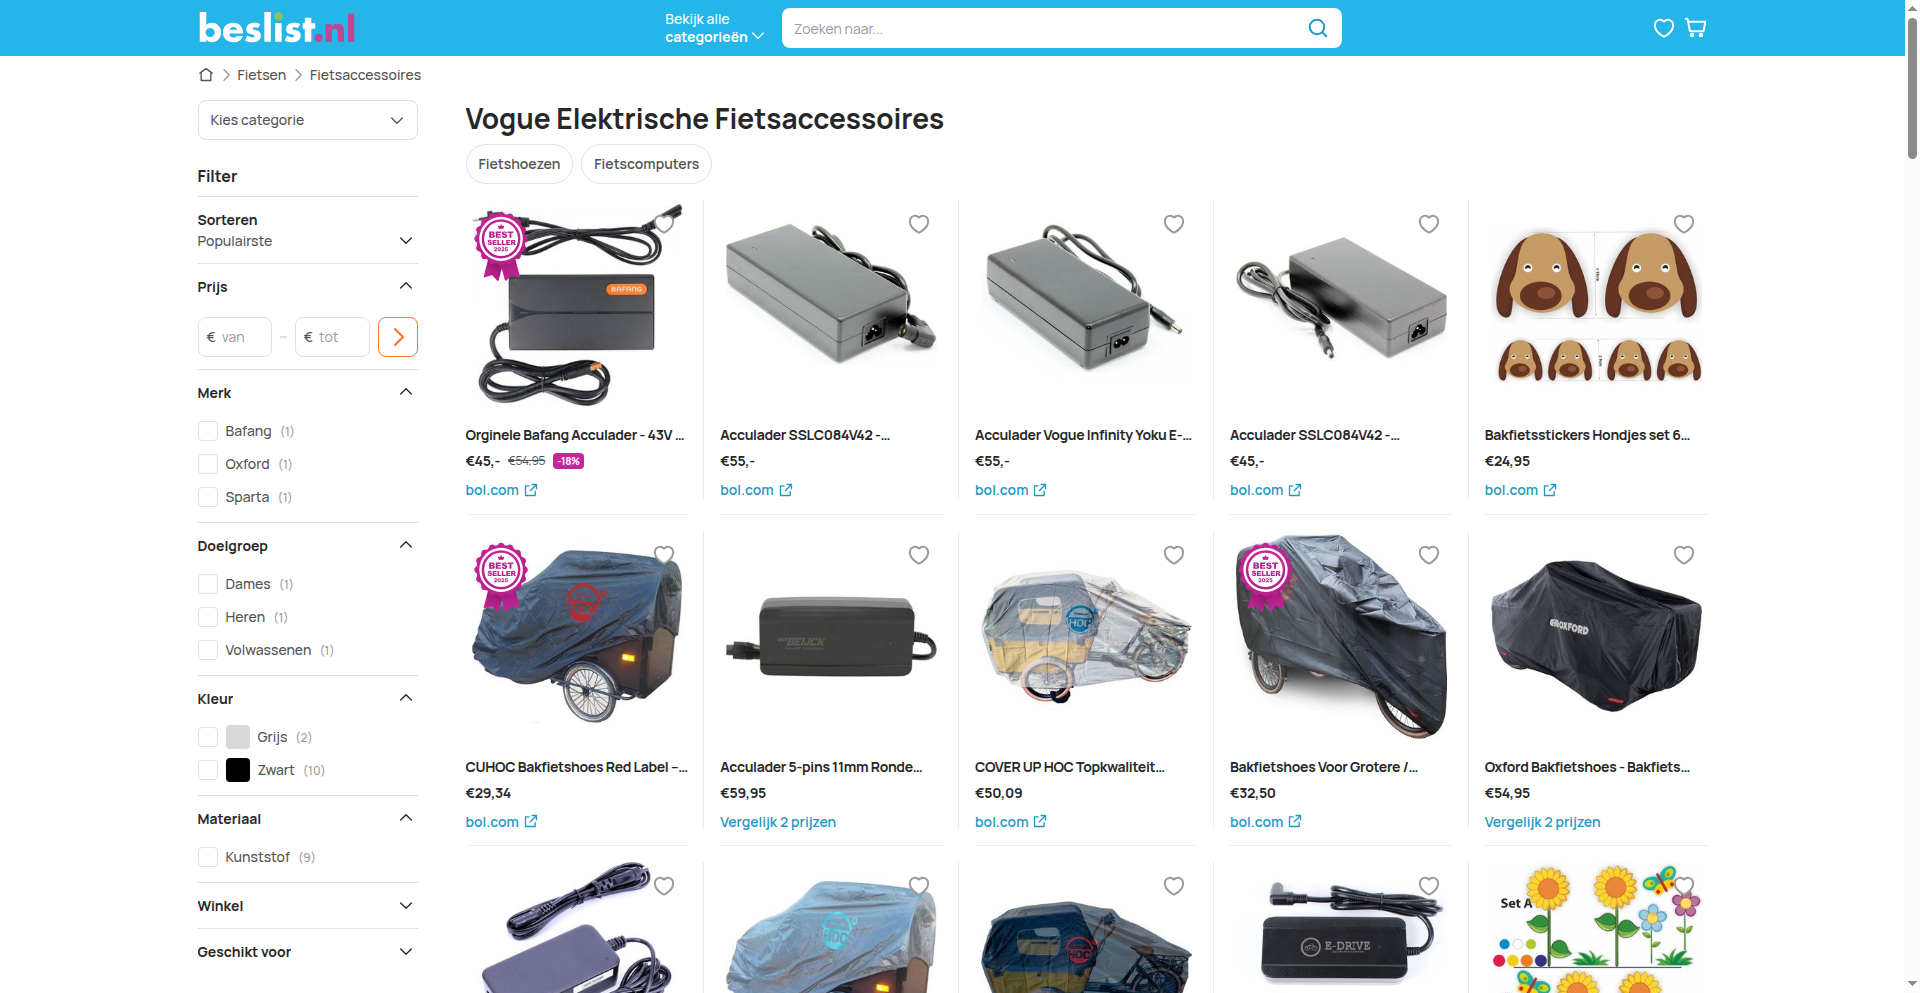 beslist.nl
Bekijk alle
categorieën
Zoeken naar...
Fietsen
Fietsaccessoires
Kies categorie
Filter
Sorteren
Populairste
Prijs
€ van
–
€ tot
Merk
Bafang (1)
Oxford (1)
Sparta (1)
Doelgroep
Dames (1)
Heren (1)
Volwassenen (1)
Kleur
Grijs (2)
Zwart (10)
Materiaal
Kunststof (9)
Winkel
Geschikt voor
Vogue Elektrische Fietsaccessoires
Fietshoezen
Fietscomputers
BEST
SELLER
2025
BAFANG
Orginele Bafang Acculader - 43V ...
€45,- €54,95 -18%
bol.com
Acculader SSLC084V42 -...
€55,-
bol.com
Acculader Vogue Infinity Yoku E-...
€55,-
bol.com
Acculader SSLC084V42 -...
€45,-
bol.com
Bakfietsstickers Hondjes set 6...
€24,95
bol.com
BEST
SELLER
2025
HOC
CUHOC Bakfietshoes Red Label –...
€29,34
bol.com
BEIJCK
Acculader 5-pins 11mm Ronde...
€59,95
Vergelijk 2 prijzen
HOC
COVER UP HOC Topkwaliteit...
€50,09
bol.com
BEST
SELLER
2025
Bakfietshoes Voor Grotere /...
€32,50
bol.com
OXFORD
Oxford Bakfietshoes - Bakfiets...
€54,95
Vergelijk 2 prijzen
HOC
HOC
E-DRIVE
Set A